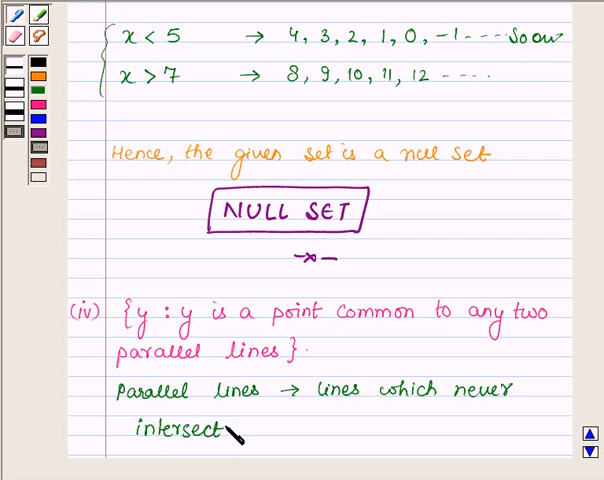 x < 5 → 4, 3, 2, 1, 0, -1 ---- So on
x > 7 → 8, 9, 10, 11, 12 ----
Hence, the given set is a null set
NULL SET
—x—
(iv) {y : y is a point common to any two
parallel lines}.
Parallel lines → lines which never
intersect